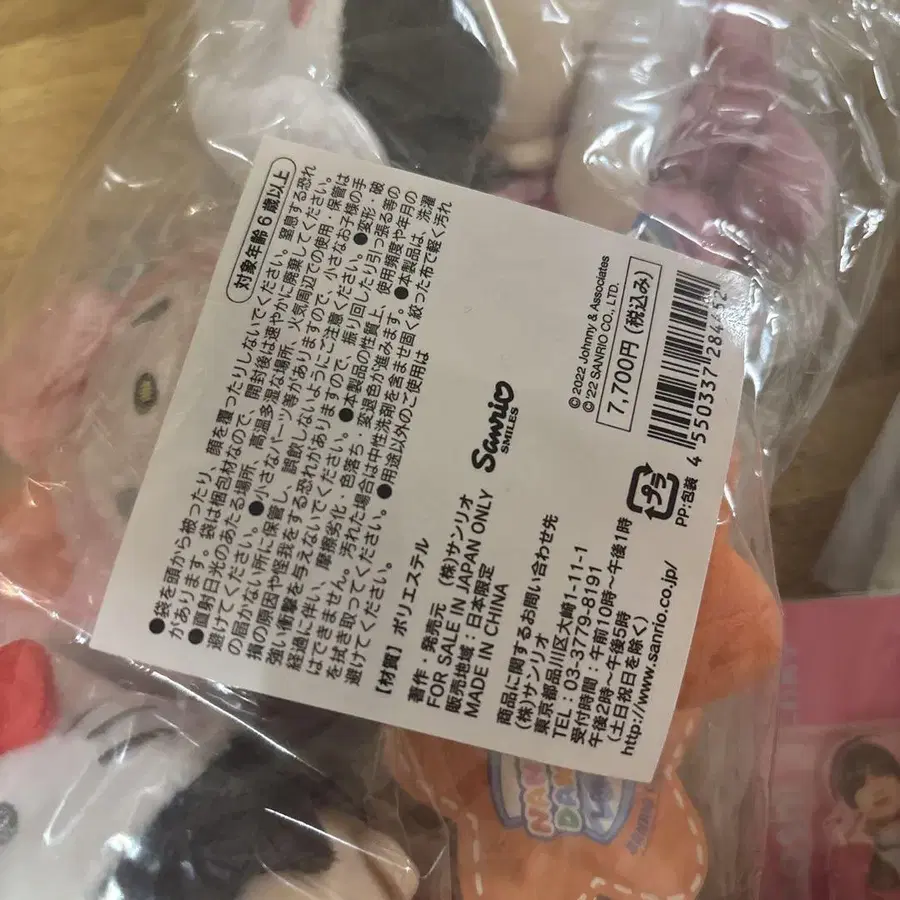 対象年齢6歳以上
●袋を頭から被ったり、顔を覆ったりしないでください。窒息する恐れ
があります。袋は梱包材なので、開封後は速やかに廃棄してください。
●直射日光のあたる場所、高温多湿な場所、火気周辺での使用・保管は
避けてください。●小さなパーツ等がありますので、小さなお子様の手
の届かない所に保管し、誤飲しないようにご注意ください。●変形・破
損の原因や怪我をする恐れがありますので、振り回したり引っ張る等の
強い衝撃を与えないでください。●本製品の性質上、使用頻度や年月の
経過に伴い、摩擦劣化・色落ち・変退色が進みます。●本製品は、洗濯
はできません。汚れた場合は中性洗剤を含ませ固く絞った布で軽く汚れ
を拭き取ってください。●用途以外のご使用は
避けてください。
【材質】ポリエステル
著作・発売元 (株)サンリオ
FOR SALE IN JAPAN ONLY
販売地域:日本限定
MADE IN CHINA
Sanrio
SMILES
商品に関するお問い合わせ先
(株)サンリオ
東京都品川区大崎1-11-1
TEL:03-3779-8191
受付時間:午前10時~午後1時
午後2時~午後5時
(土日祝日を除く)
http://www.sanrio.co.jp/
©2022 Johnny & Associates
©'22 SANRIO CO., LTD.
7,700円(税込み)
4 550337 284452
プラ
PP:包装